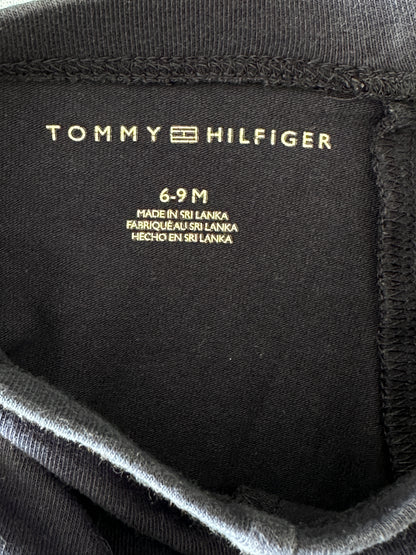 TOMMY HILFIGER
6-9 M
MADE IN SRI LANKA
FABRIQUÉ AU SRI LANKA
HECHO EN SRI LANKA